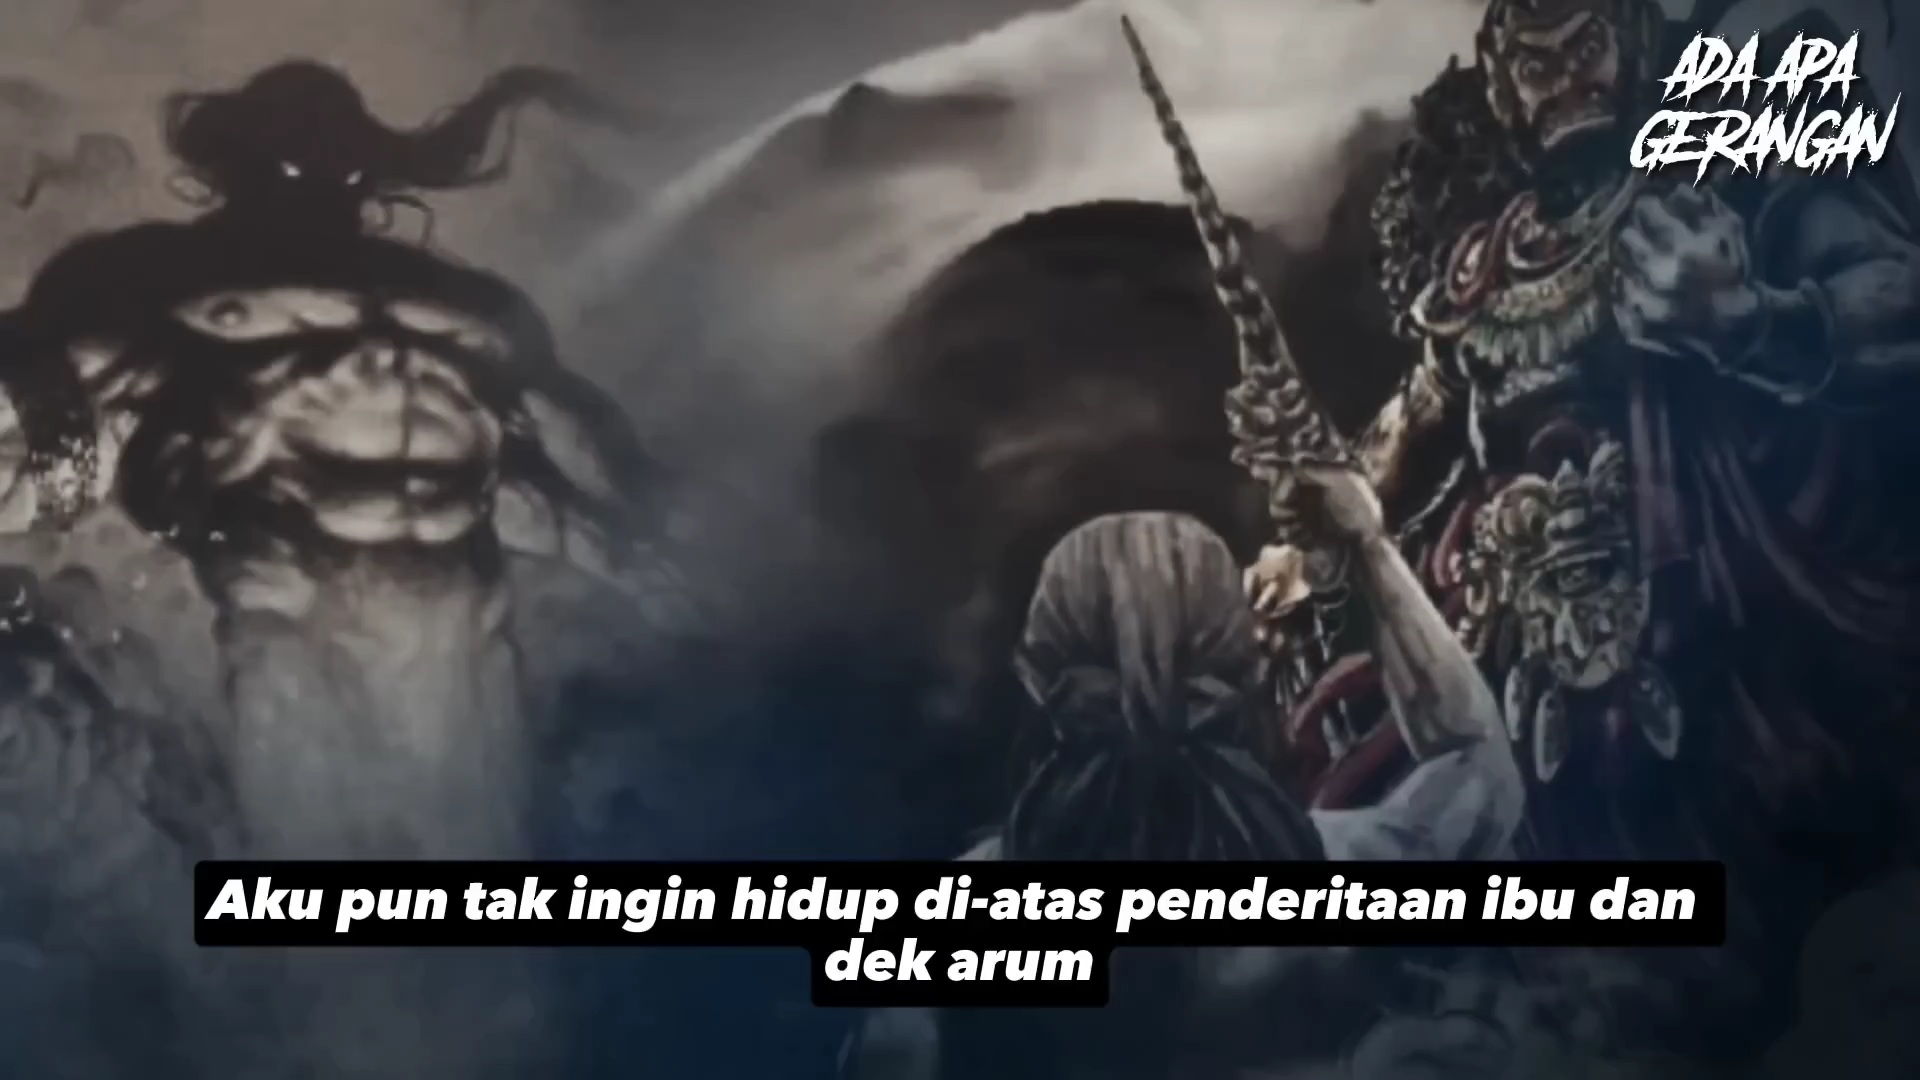 ADA APA
GERANGAN
Aku pun tak ingin hidup di-atas penderitaan ibu dan
dek arum